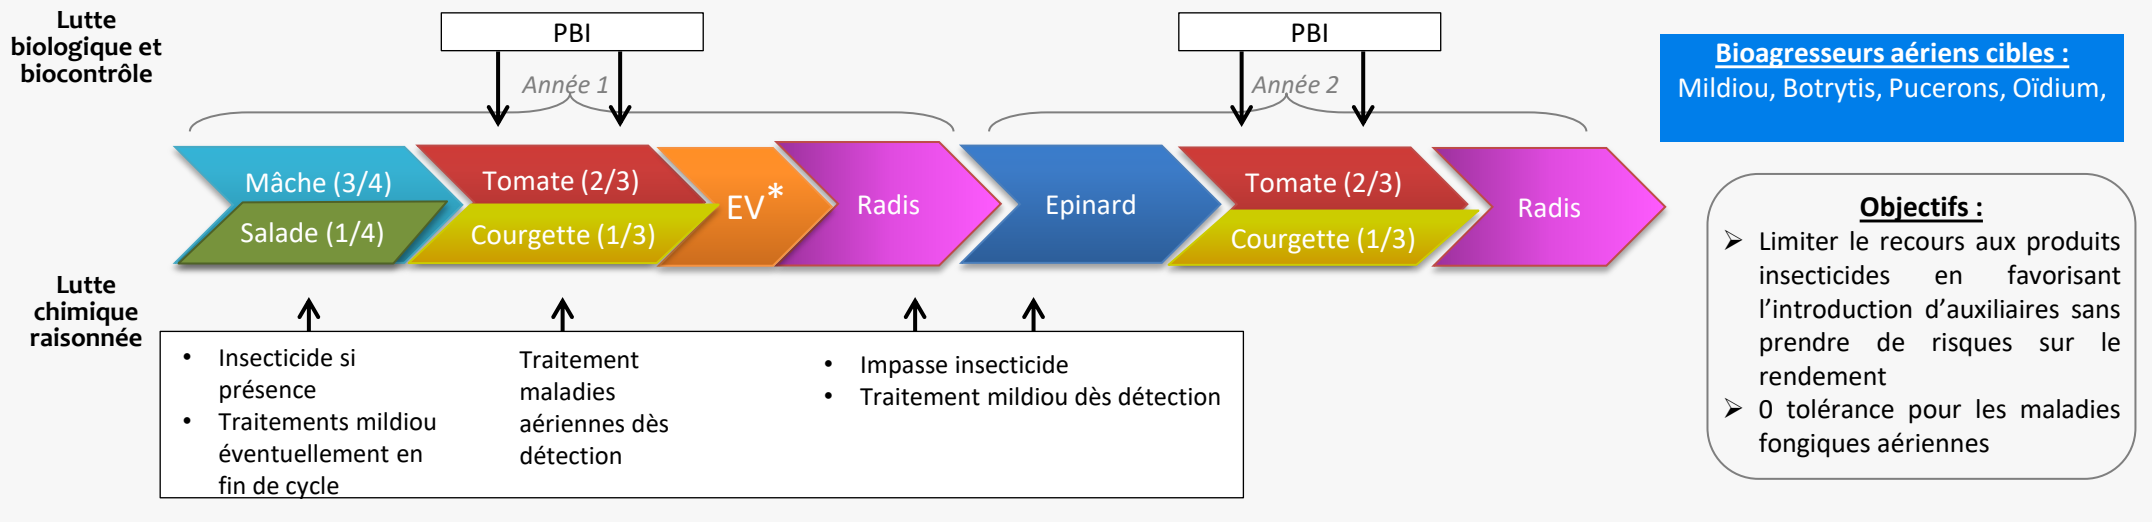 Lutte
biologique et
biocontrôle
PBI
PBI
Année 1
Année 2
Mâche (3/4)
Salade (1/4)
Tomate (2/3)
Courgette (1/3)
EV*
Radis
Epinard
Tomate (2/3)
Courgette (1/3)
Radis
Lutte
chimique
raisonnée
• Insecticide si
présence
• Traitements mildiou
éventuellement en
fin de cycle
Traitement
maladies
aériennes dès
détection
• Impasse insecticide
• Traitement mildiou dès détection
Bioagresseurs aériens cibles :
Mildiou, Botrytis, Pucerons, Oïdium,
Objectifs :
➢ Limiter le recours aux produits
insecticides en favorisant
l’introduction d’auxiliaires sans
prendre de risques sur le
rendement
➢ 0 tolérance pour les maladies
fongiques aériennes